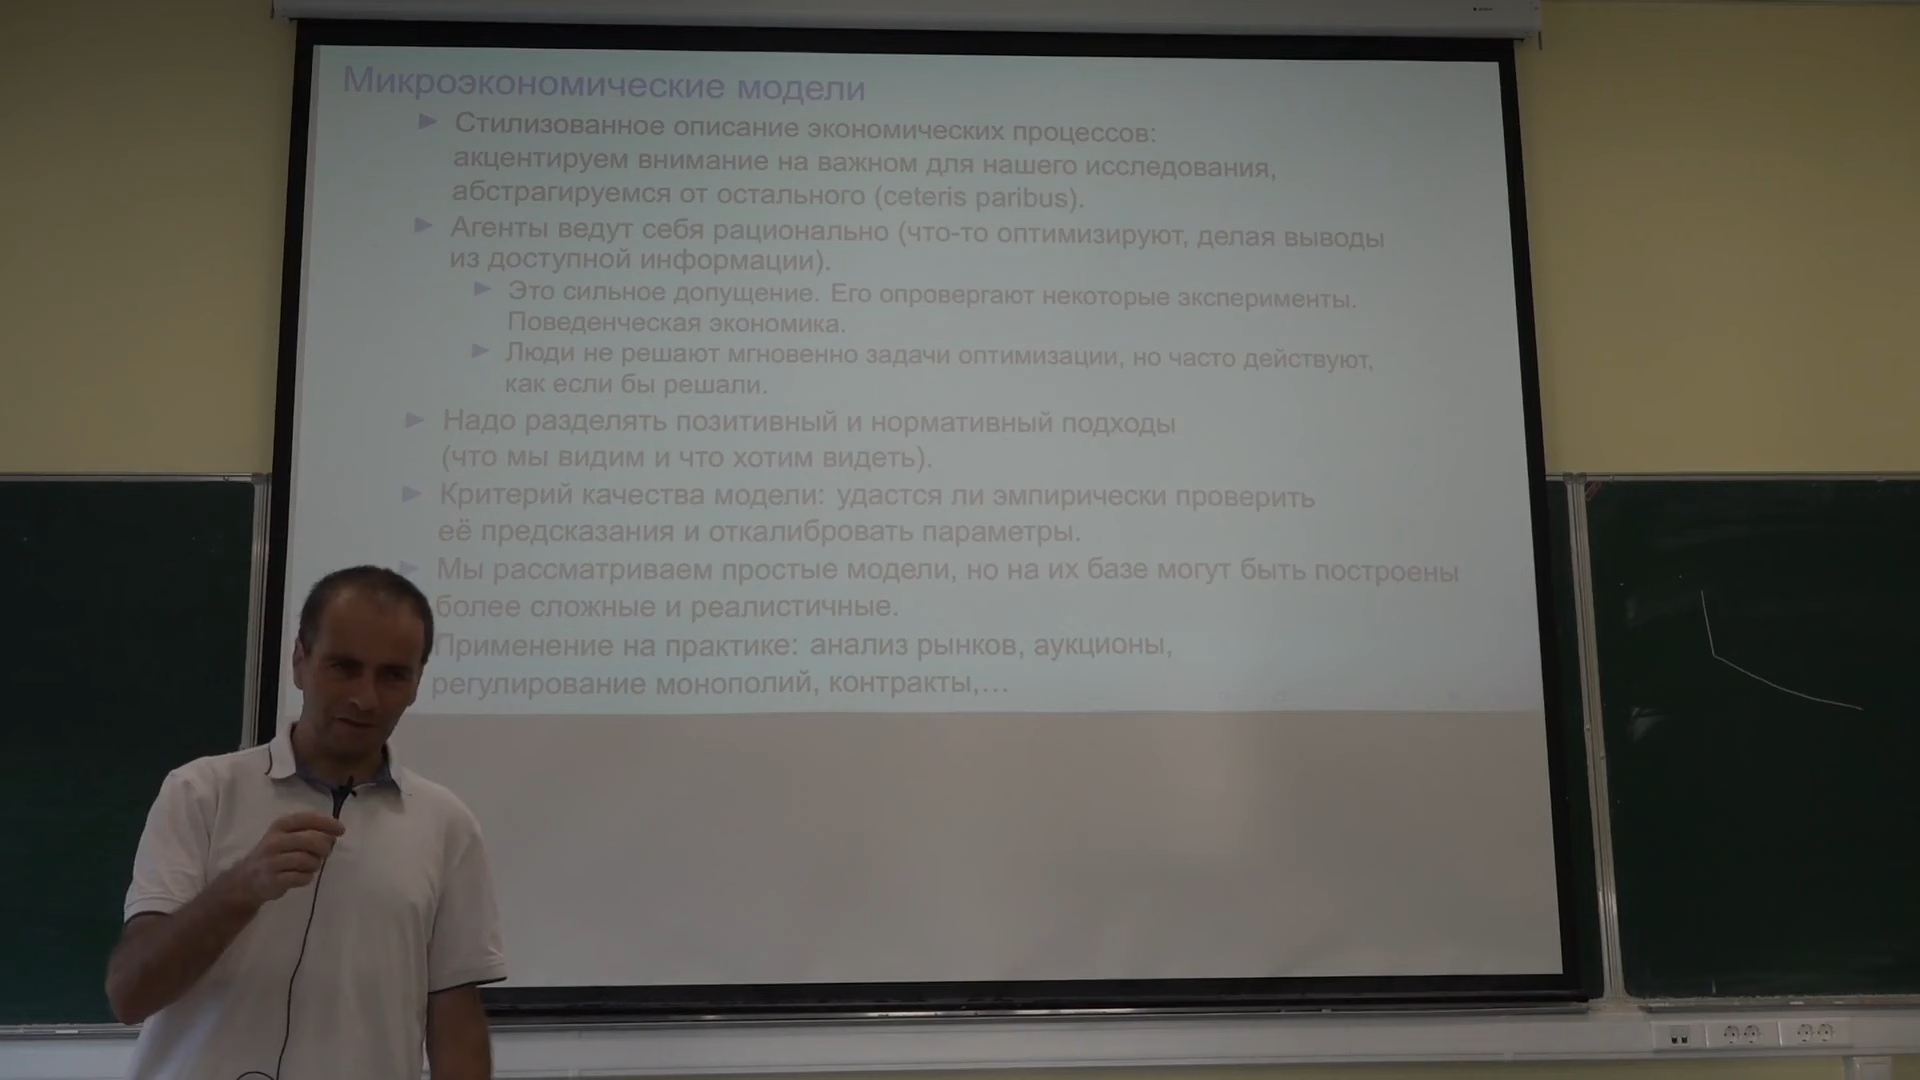 Микроэкономические модели
Стилизованное описание экономических процессов:
акцентируем внимание на важном для нашего исследования,
абстрагируемся от остального (ceteris paribus).
Агенты ведут себя рационально (что-то оптимизируют, делая выводы
из доступной информации).
Это сильное допущение. Его опровергают некоторые эксперименты.
Поведенческая экономика.
Люди не решают мгновенно задачи оптимизации, но часто действуют,
как если бы решали.
Надо разделять позитивный и нормативный подходы
(что мы видим и что хотим видеть).
Критерий качества модели: удастся ли эмпирически проверить
её предсказания и откалибровать параметры.
Мы рассматриваем простые модели, но на их базе могут быть построены
более сложные и реалистичные.
Применение на практике: анализ рынков, аукционы,
регулирование монополий, контракты,...